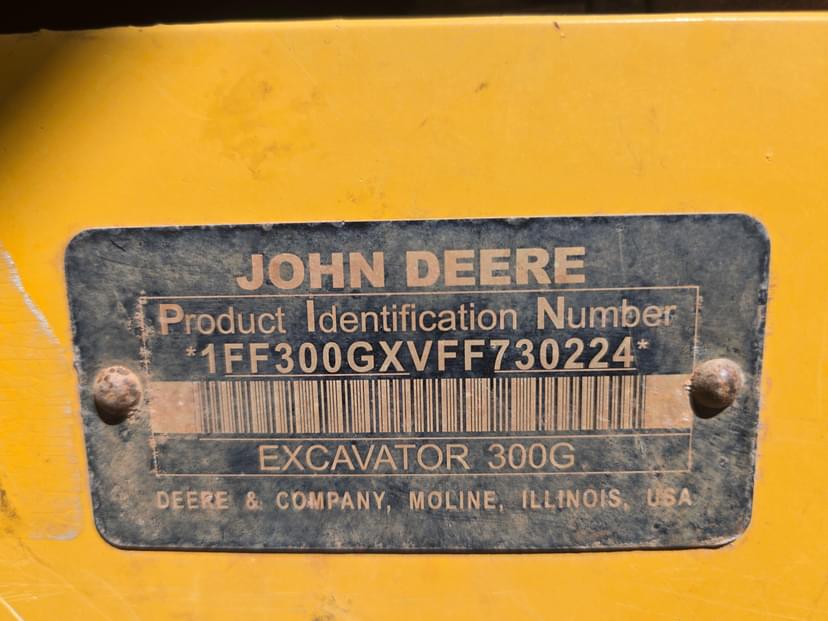 JOHN DEERE
Product Identification Number
*1FF300GXVFF730224*
EXCAVATOR 300G
DEERE & COMPANY, MOLINE, ILLINOIS, USA